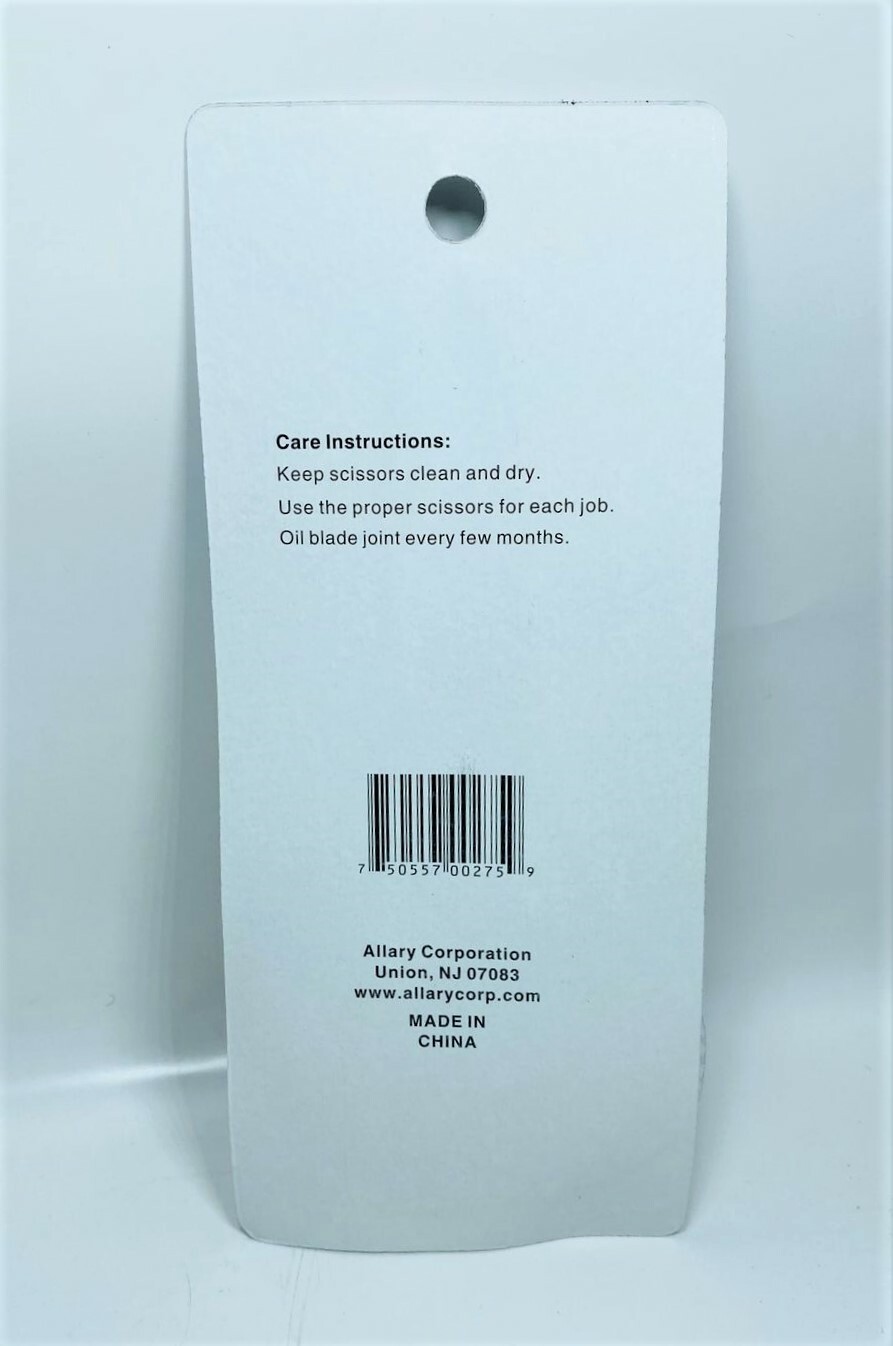 Care Instructions:
Keep scissors clean and dry.
Use the proper scissors for each job.
Oil blade joint every few months.
7 50557 00275 9
Allary Corporation
Union, NJ 07083
www.allarycorp.com
MADE IN
CHINA